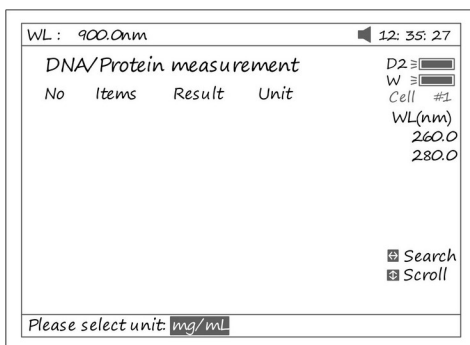 WL: 900.0nm 12: 35: 27
DNA/Protein measurement
D2
W
No Items Result Unit
Cell #1
WL(nm)
260.0
280.0
Search
Scroll
Please select unit: mg/mL